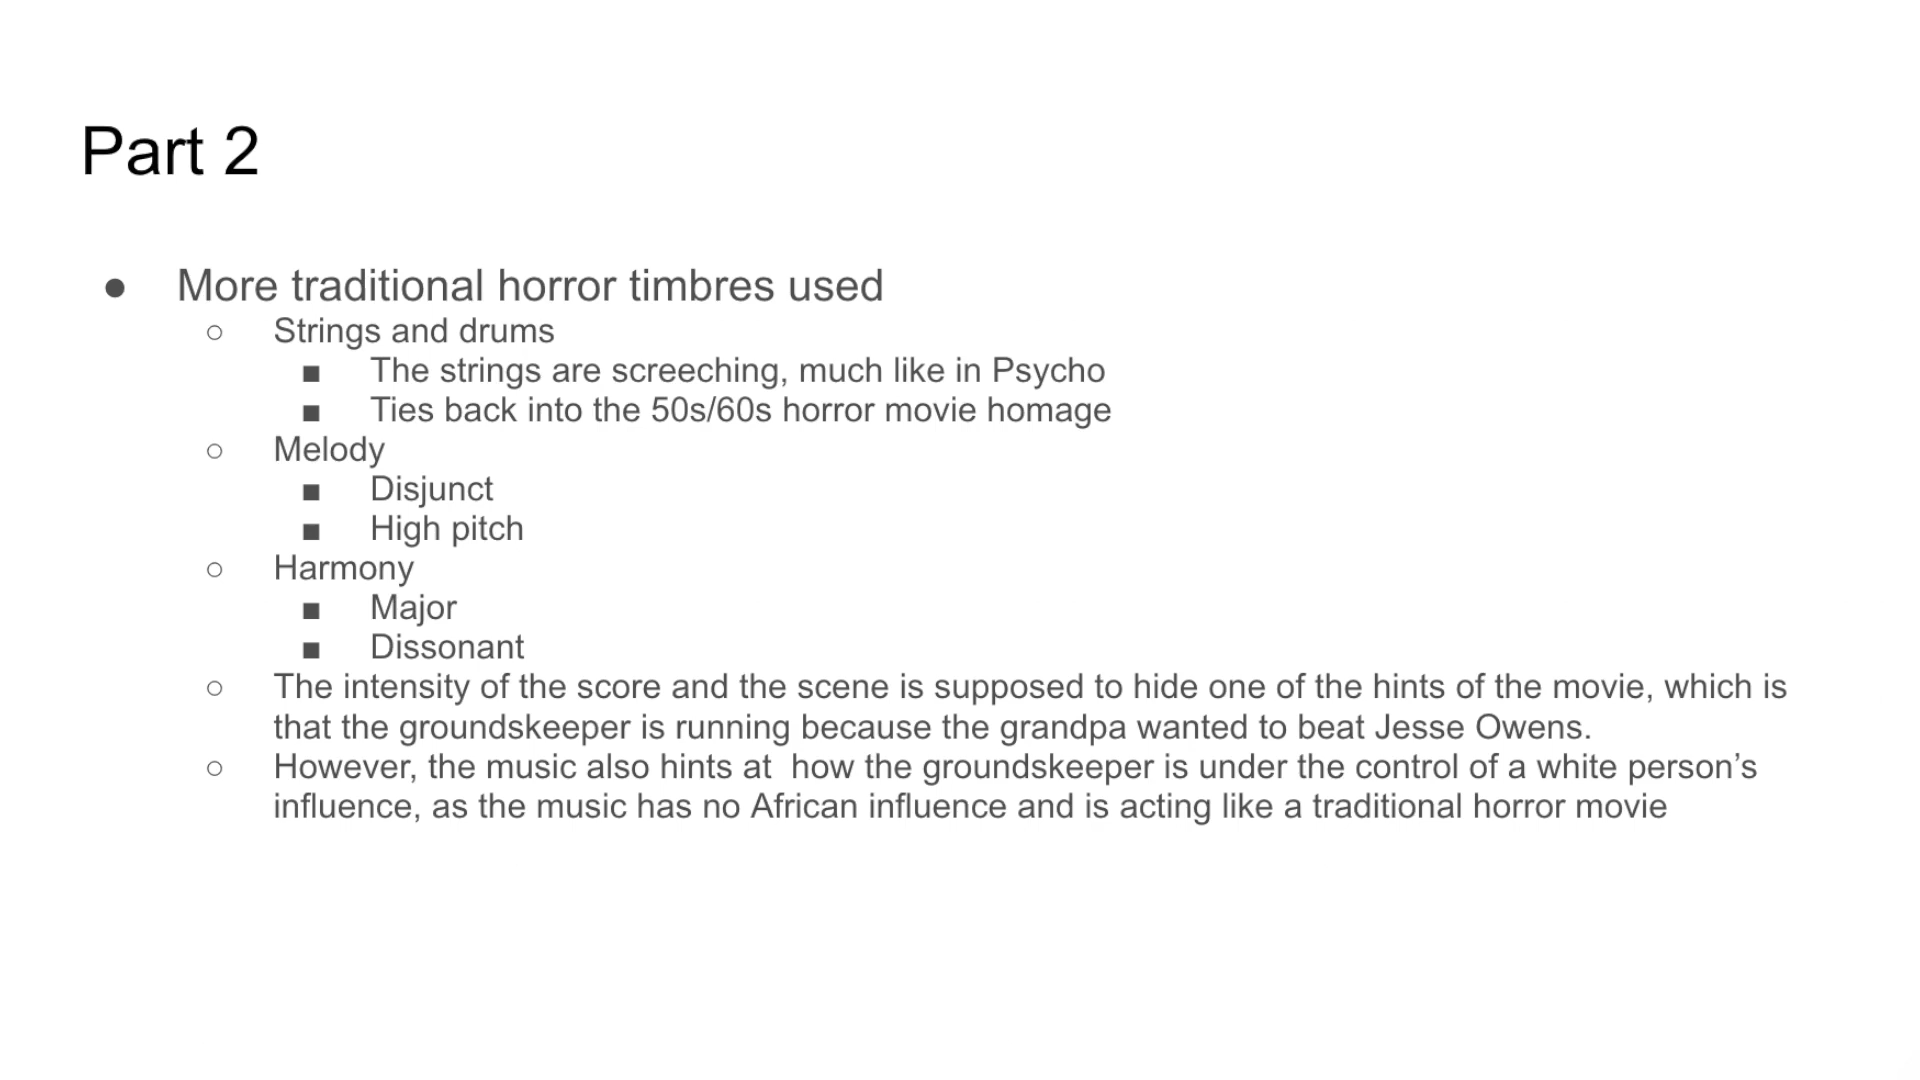 Part 2
● More traditional horror timbres used
○ Strings and drums
■ The strings are screeching, much like in Psycho
■ Ties back into the 50s/60s horror movie homage
○ Melody
■ Disjunct
■ High pitch
○ Harmony
■ Major
■ Dissonant
○ The intensity of the score and the scene is supposed to hide one of the hints of the movie, which is
that the groundskeeper is running because the grandpa wanted to beat Jesse Owens.
○ However, the music also hints at  how the groundskeeper is under the control of a white person’s
influence, as the music has no African influence and is acting like a traditional horror movie